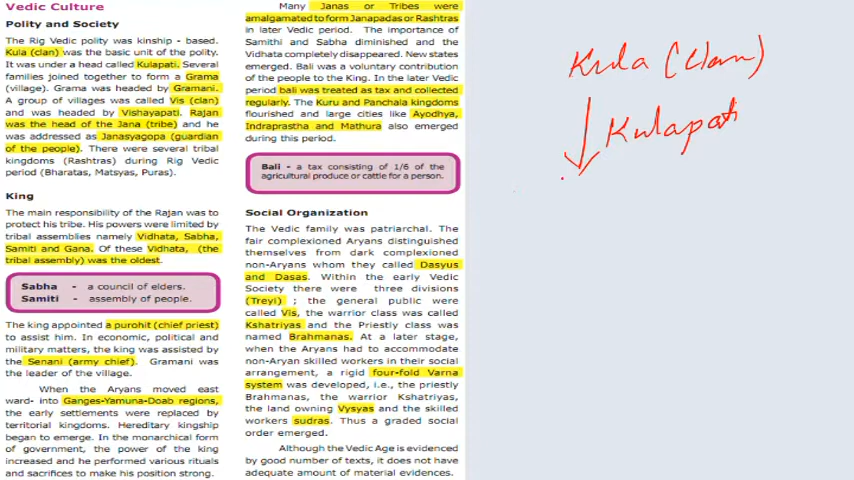 Vedic Culture
Polity and Society
The Rig Vedic polity was kinship - based.
Kula (clan) was the basic unit of the polity.
It was under a head called Kulapati. Several
families joined together to form a Grama
(village). Grama was headed by Gramani.
A group of villages was called Vis (clan)
and was headed by Vishayapati. Rajan
was the head of the Jana (tribe) and he
was addressed as Janasyagopa (guardian
of the people). There were several tribal
kingdoms (Rashtras) during Rig Vedic
period (Bharatas, Matsyas, Puras).
King
The main responsibility of the Rajan was to
protect his tribe. His powers were limited by
tribal assemblies namely Vidhata, Sabha,
Samiti and Gana. Of these Vidhata, (the
tribal assembly) was the oldest.
Sabha - a council of elders.
Samiti - assembly of people.
The king appointed a purohit (chief priest)
to assist him. In economic, political and
military matters, the king was assisted by
the Senani (army chief). Gramani was
the leader of the village.
When the Aryans moved east
ward- into Ganges-Yamuna-Doab regions,
the early settlements were replaced by
territorial kingdoms. Hereditary kingship
began to emerge. In the monarchical form
of government, the power of the king
increased and he performed various rituals
and sacrifices to make his position strong.
Many Janas or Tribes were
amalgamated to form Janapadas or Rashtras
in later Vedic period. The importance of
Samithi and Sabha diminished and the
Vidhata completely disappeared. New states
emerged. Bali was a voluntary contribution
of the people to the King. In the later Vedic
period bali was treated as tax and collected
regularly. The Kuru and Panchala kingdoms
flourished and large cities like Ayodhya,
Indraprastha and Mathura also emerged
during this period.
Bali - a tax consisting of 1/6 of the
agricultural produce or cattle for a person.
Social Organization
The Vedic family was patriarchal. The
fair complexioned Aryans distinguished
themselves from dark complexioned
non-Aryans whom they called Dasyus
and Dasas. Within the early Vedic
Society there were three divisions
(Treyi) ; the general public were
called Vis, the warrior class was called
Kshatriyas and the Priestly class was
named Brahmanas. At a later stage,
when the Aryans had to accommodate
non-Aryan skilled workers in their social
arrangement, a rigid four-fold Varna
system was developed, i.e., the priestly
Brahmanas, the warrior Kshatriyas,
the land owning Vysyas and the skilled
workers sudras. Thus a graded social
order emerged.
Although the Vedic Age is evidenced
by good number of texts, it does not have
adequate amount of material evidences.
Kula (clan)
Kulapati